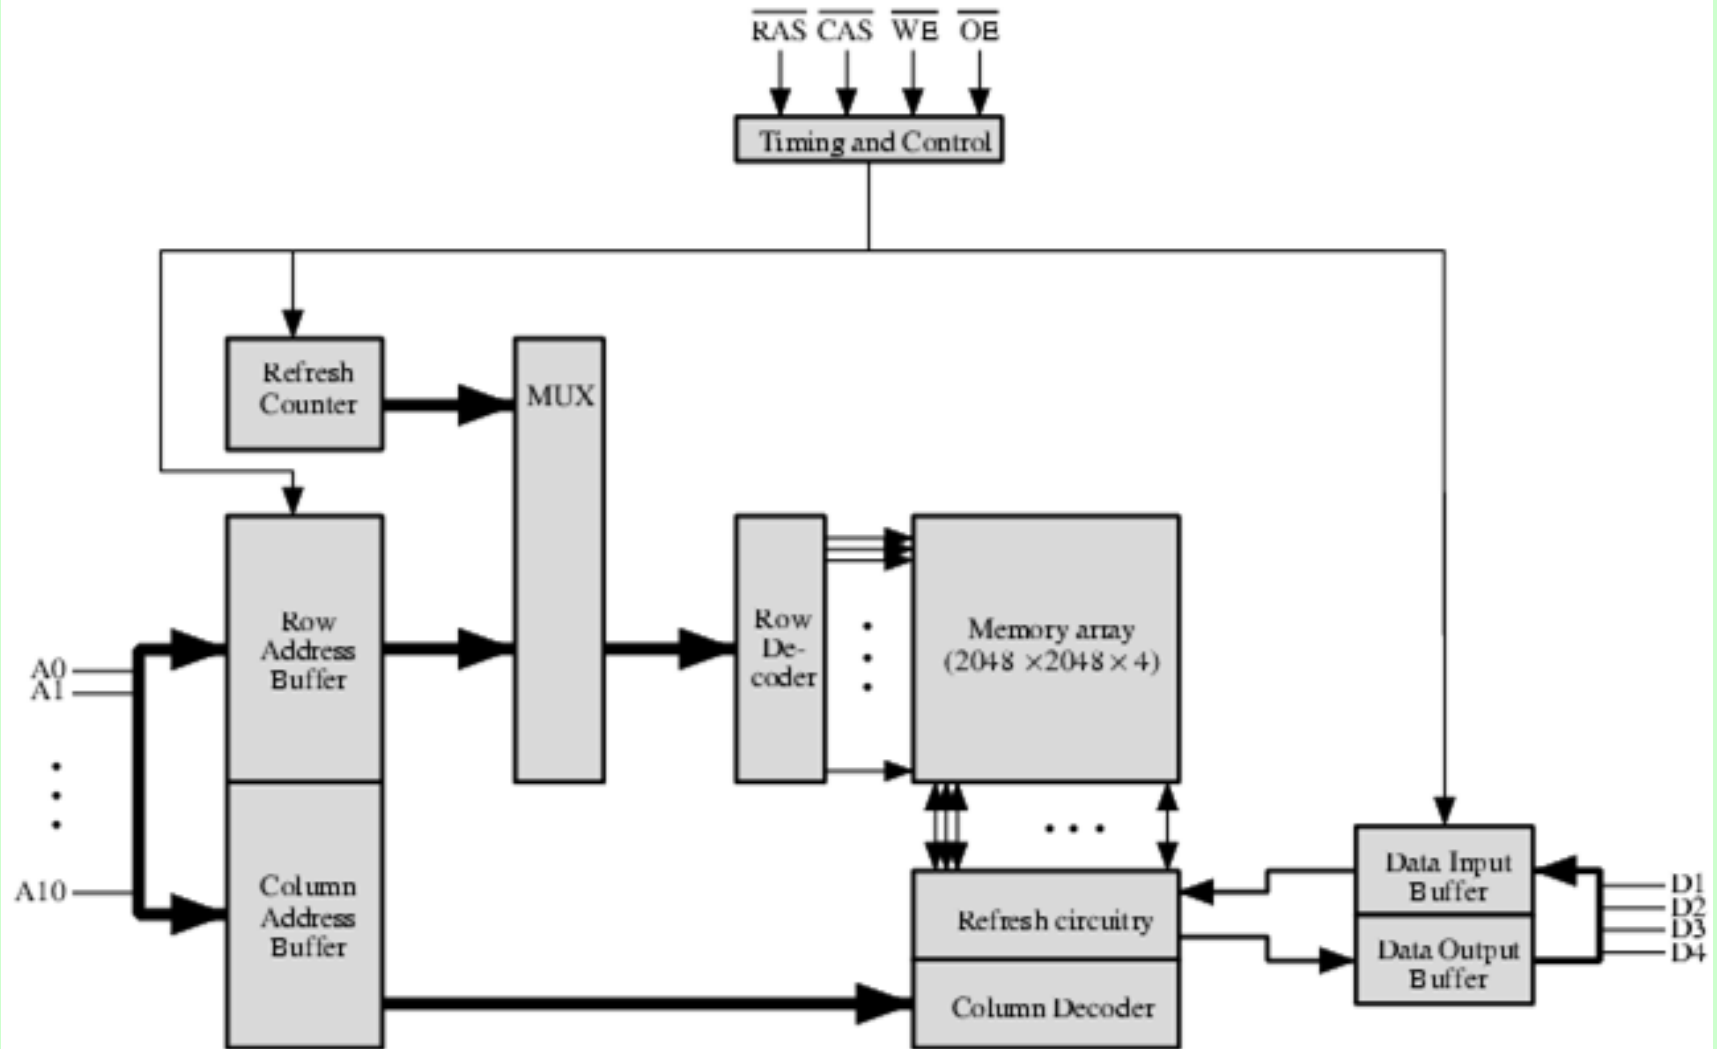 RAS CAS WE OE
Timing and Control
Refresh
Counter
MUX
Row
Address
Buffer
Row
De-
coder
Memory array
(2048 ×2048× 4)
A0
A1
A10
Column
Address
Buffer
Refresh circuitry
Column Decoder
Data Input
Buffer
Data Output
Buffer
D1
D2
D3
D4